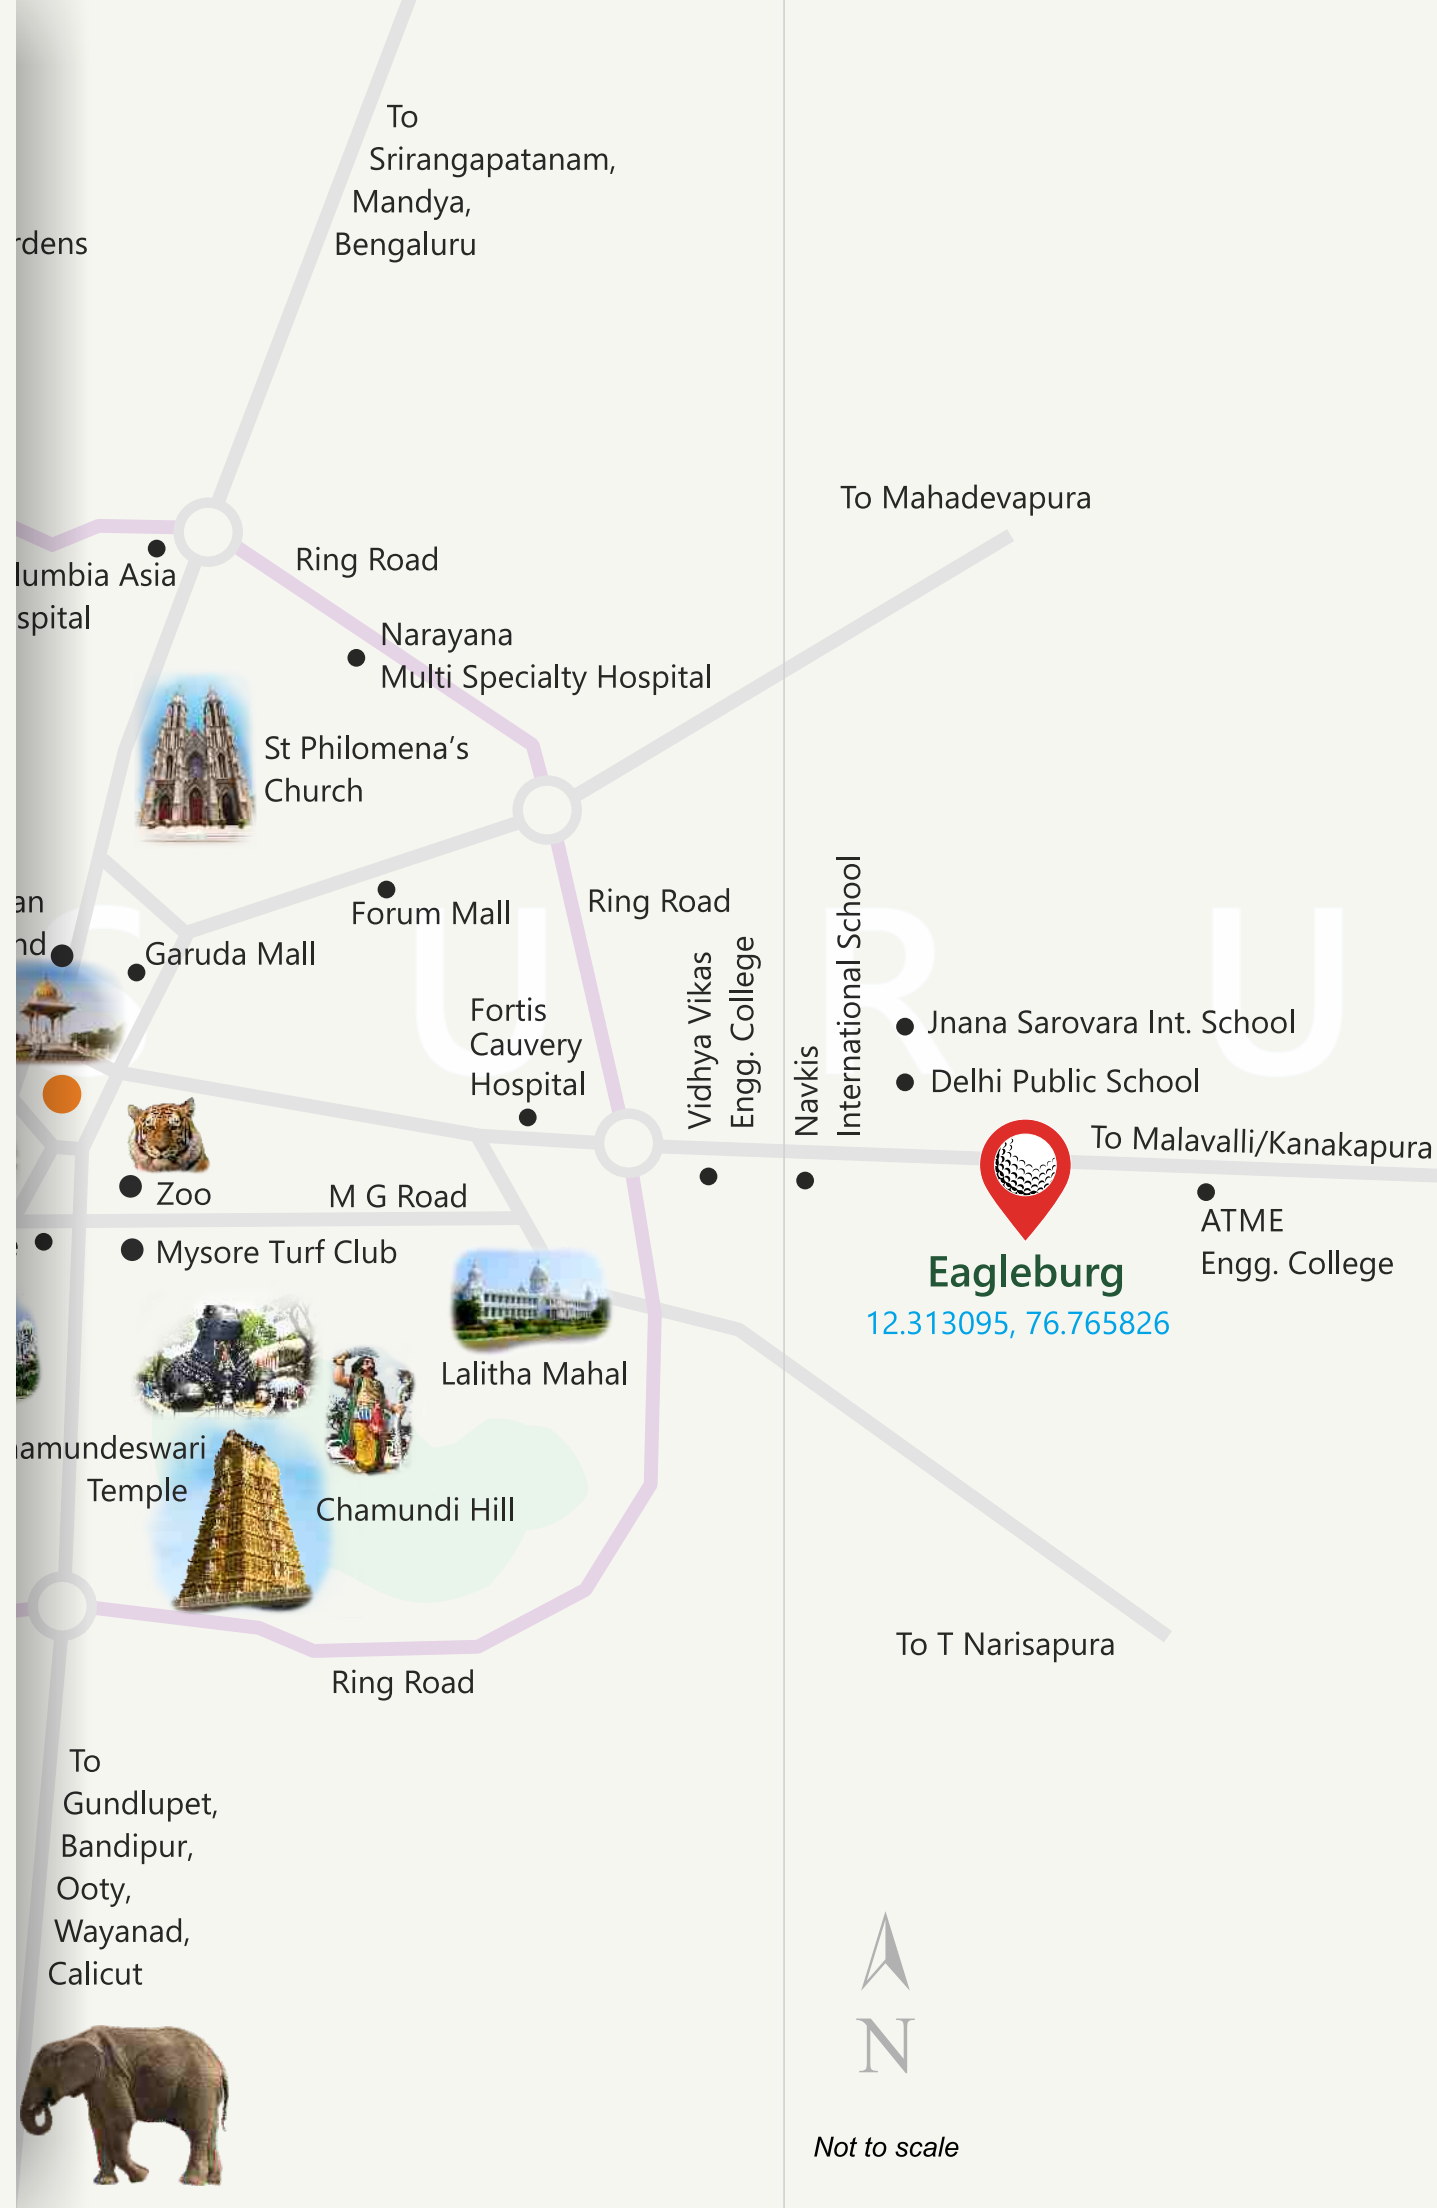 To
Srirangapatanam,
Mandya,
Bengaluru
rdens
To Mahadevapura
Ring Road
lumbia Asia
spital
Narayana
Multi Specialty Hospital
St Philomena's
Church
an
nd
Forum Mall
Ring Road
Garuda Mall
S U R U
Fortis
Cauvery
Hospital
Vidhya Vikas
Engg. College
Navkis
International School
Jnana Sarovara Int. School
Delhi Public School
To Malavalli/Kanakapura
Zoo
M G Road
ATME
Engg. College
Mysore Turf Club
Eagleburg
12.313095, 76.765826
Lalitha Mahal
amundeswari
Temple
Chamundi Hill
To T Narisapura
Ring Road
To
Gundlupet,
Bandipur,
Ooty,
Wayanad,
Calicut
N
Not to scale